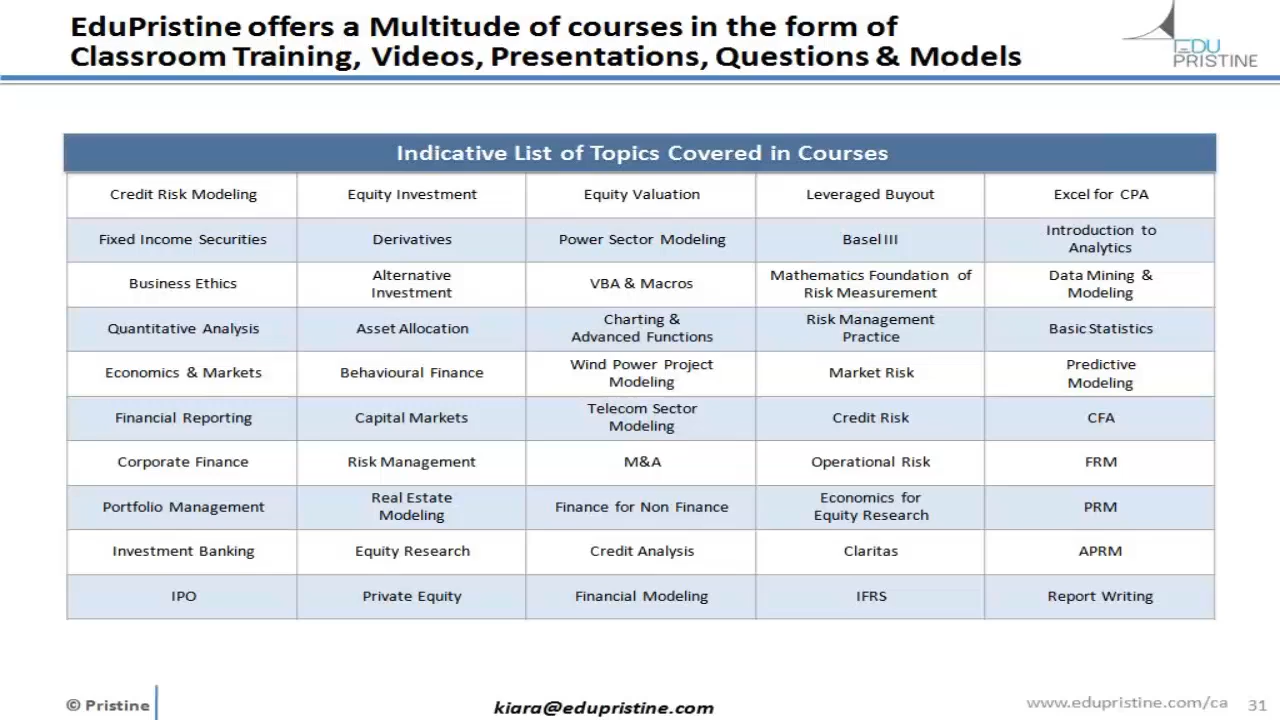 EduPristine offers a Multitude of courses in the form of
Classroom Training, Videos, Presentations, Questions & Models
EDU
PRISTINE
Indicative List of Topics Covered in Courses
Credit Risk Modeling
Equity Investment
Equity Valuation
Leveraged Buyout
Excel for CPA
Fixed Income Securities
Derivatives
Power Sector Modeling
Basel III
Introduction to
Analytics
Business Ethics
Alternative
Investment
VBA & Macros
Mathematics Foundation of
Risk Measurement
Data Mining &
Modeling
Quantitative Analysis
Asset Allocation
Charting &
Advanced Functions
Risk Management
Practice
Basic Statistics
Economics & Markets
Behavioural Finance
Wind Power Project
Modeling
Market Risk
Predictive
Modeling
Financial Reporting
Capital Markets
Telecom Sector
Modeling
Credit Risk
CFA
Corporate Finance
Risk Management
M&A
Operational Risk
FRM
Portfolio Management
Real Estate
Modeling
Finance for Non Finance
Economics for
Equity Research
PRM
Investment Banking
Equity Research
Credit Analysis
Claritas
APRM
IPO
Private Equity
Financial Modeling
IFRS
Report Writing
© Pristine
kiara@edupristine.com
www.edupristine.com/ca
31